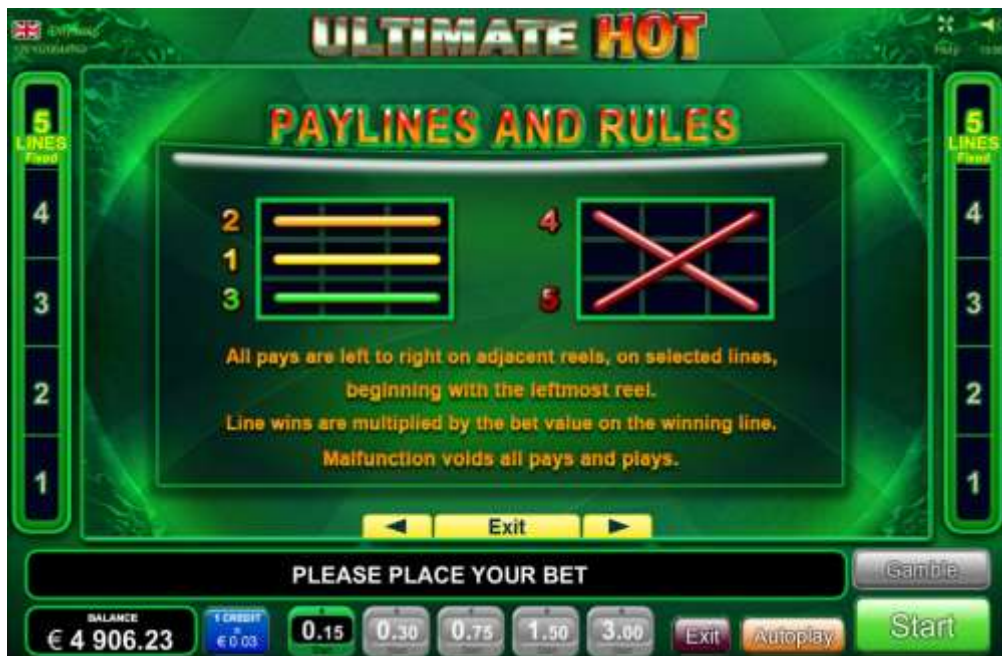 ULTIMATE HOT
PAYLINES AND RULES
5
LINES
Fixed
4
3
2
1
2
1
3
4
5
All pays are left to right on adjacent reels, on selected lines,
beginning with the leftmost reel.
Line wins are multiplied by the bet value on the winning line.
Malfunction voids all pays and plays.
5
LINES
Fixed
4
3
2
1
Exit
PLEASE PLACE YOUR BET
Gamble
BALANCE
€ 4 906.23
1 CREDIT
=
€ 0.03
0.15
0.30
0.75
1.50
3.00
Exit
Autoplay
Start